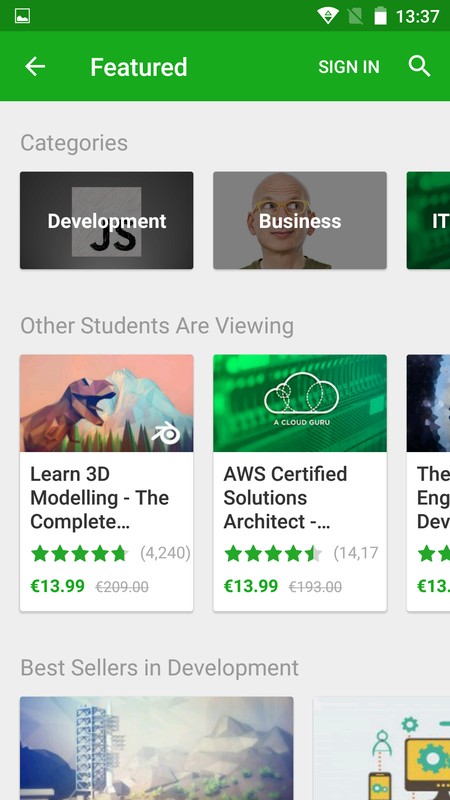 13:37
Featured
SIGN IN
Categories
Development
JS
Business
IT
Other Students Are Viewing
A CLOUD GURU
Learn 3D
Modelling - The
Complete…
(4,240)
€13.99 €209.00
AWS Certified
Solutions
Architect -…
(14,17
€13.99 €193.00
The
Eng
Dev
€13.
Best Sellers in Development